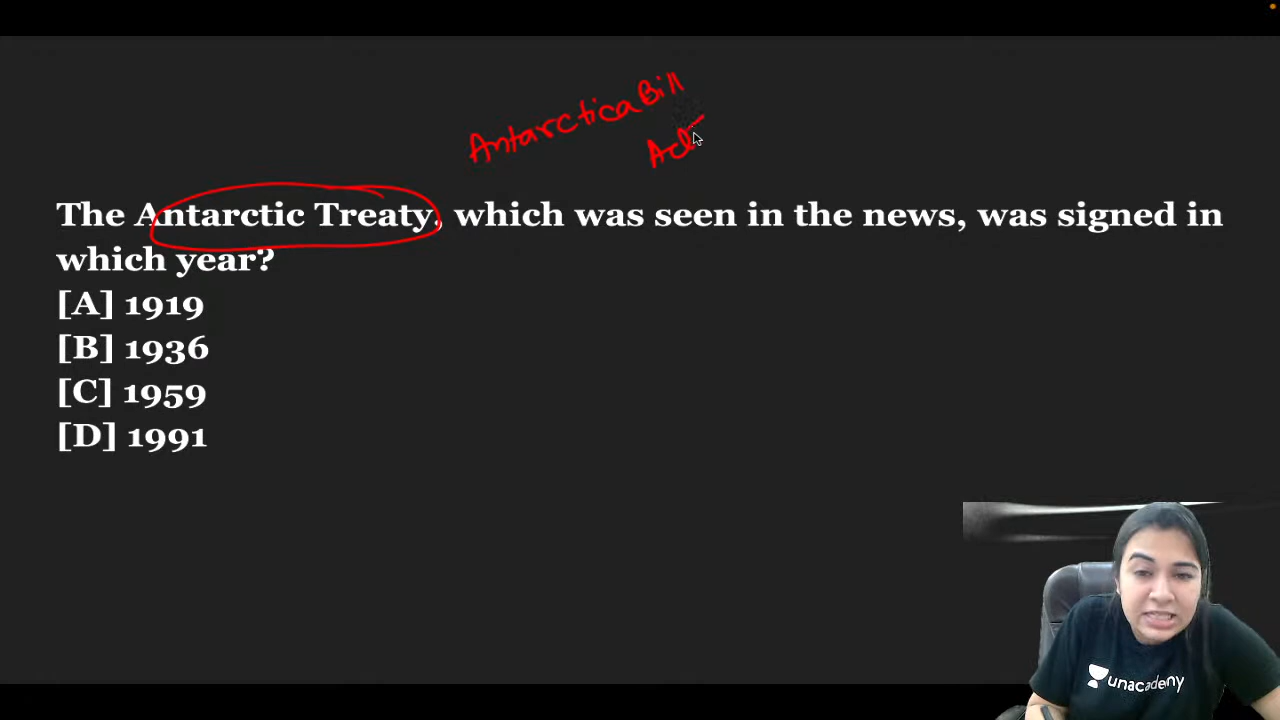 Antarctica Bill
Act
The Antarctic Treaty, which was seen in the news, was signed in
which year?
[A] 1919
[B] 1936
[C] 1959
[D] 1991
unacademy